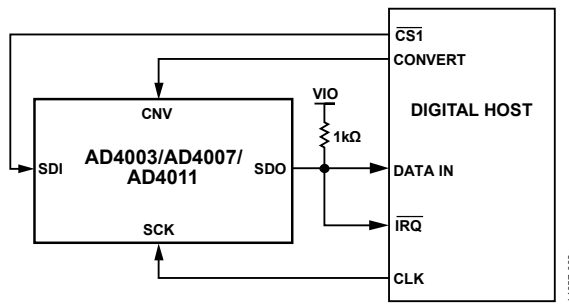 CS1
CONVERT
VIO
DIGITAL HOST
CNV
1kΩ
AD4003/AD4007/
AD4011
SDI
SDO
DATA IN
SCK
IRQ
CLK